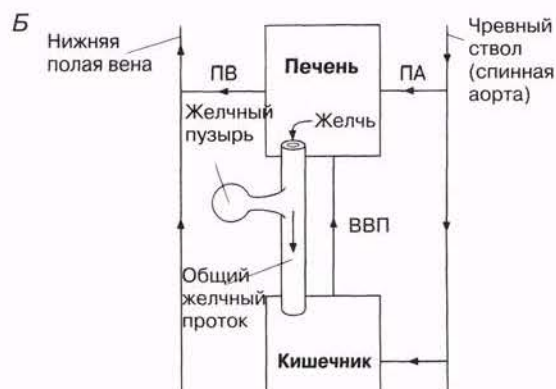 Б
Нижняя
полая вена
ПВ
Печень
ПА
Чревный
ствол
(спинная
аорта)
Желчный
пузырь
Желчь
ВВП
Общий
желчный
проток
Кишечник